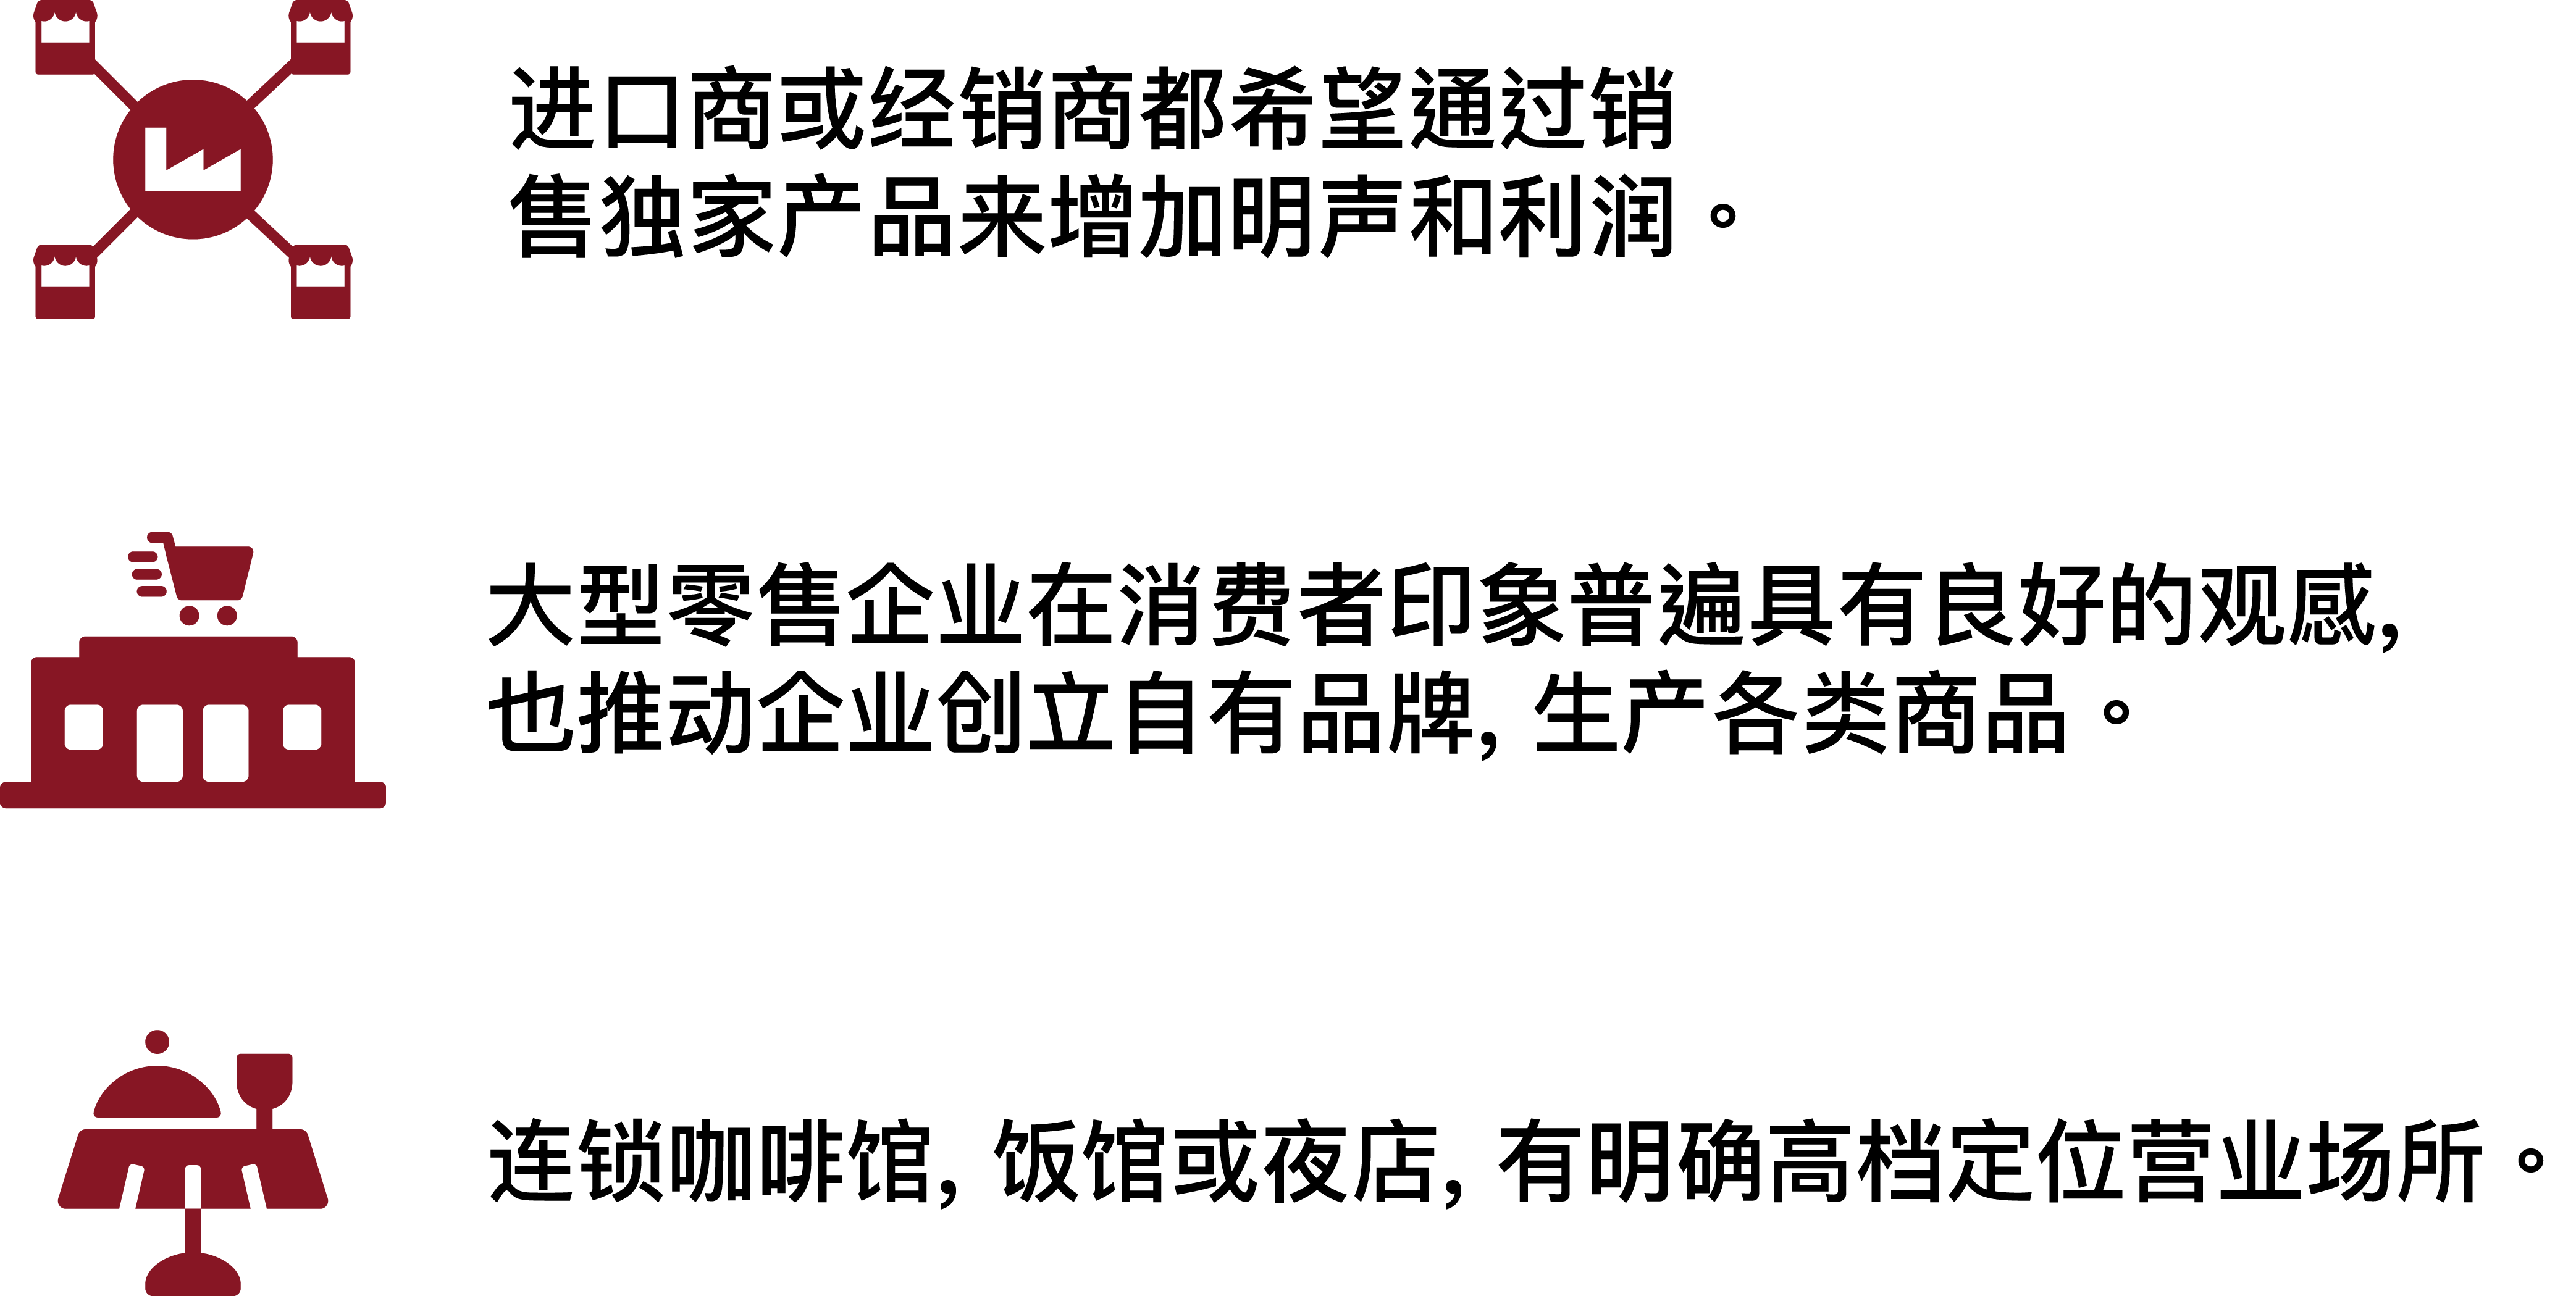 进口商或经销商都希望通过销
售独家产品来增加明声和利润。
大型零售企业在消费者印象普遍具有良好的观感,
也推动企业创立自有品牌, 生产各类商品。
连锁咖啡馆, 饭馆或夜店, 有明确高档定位营业场所。